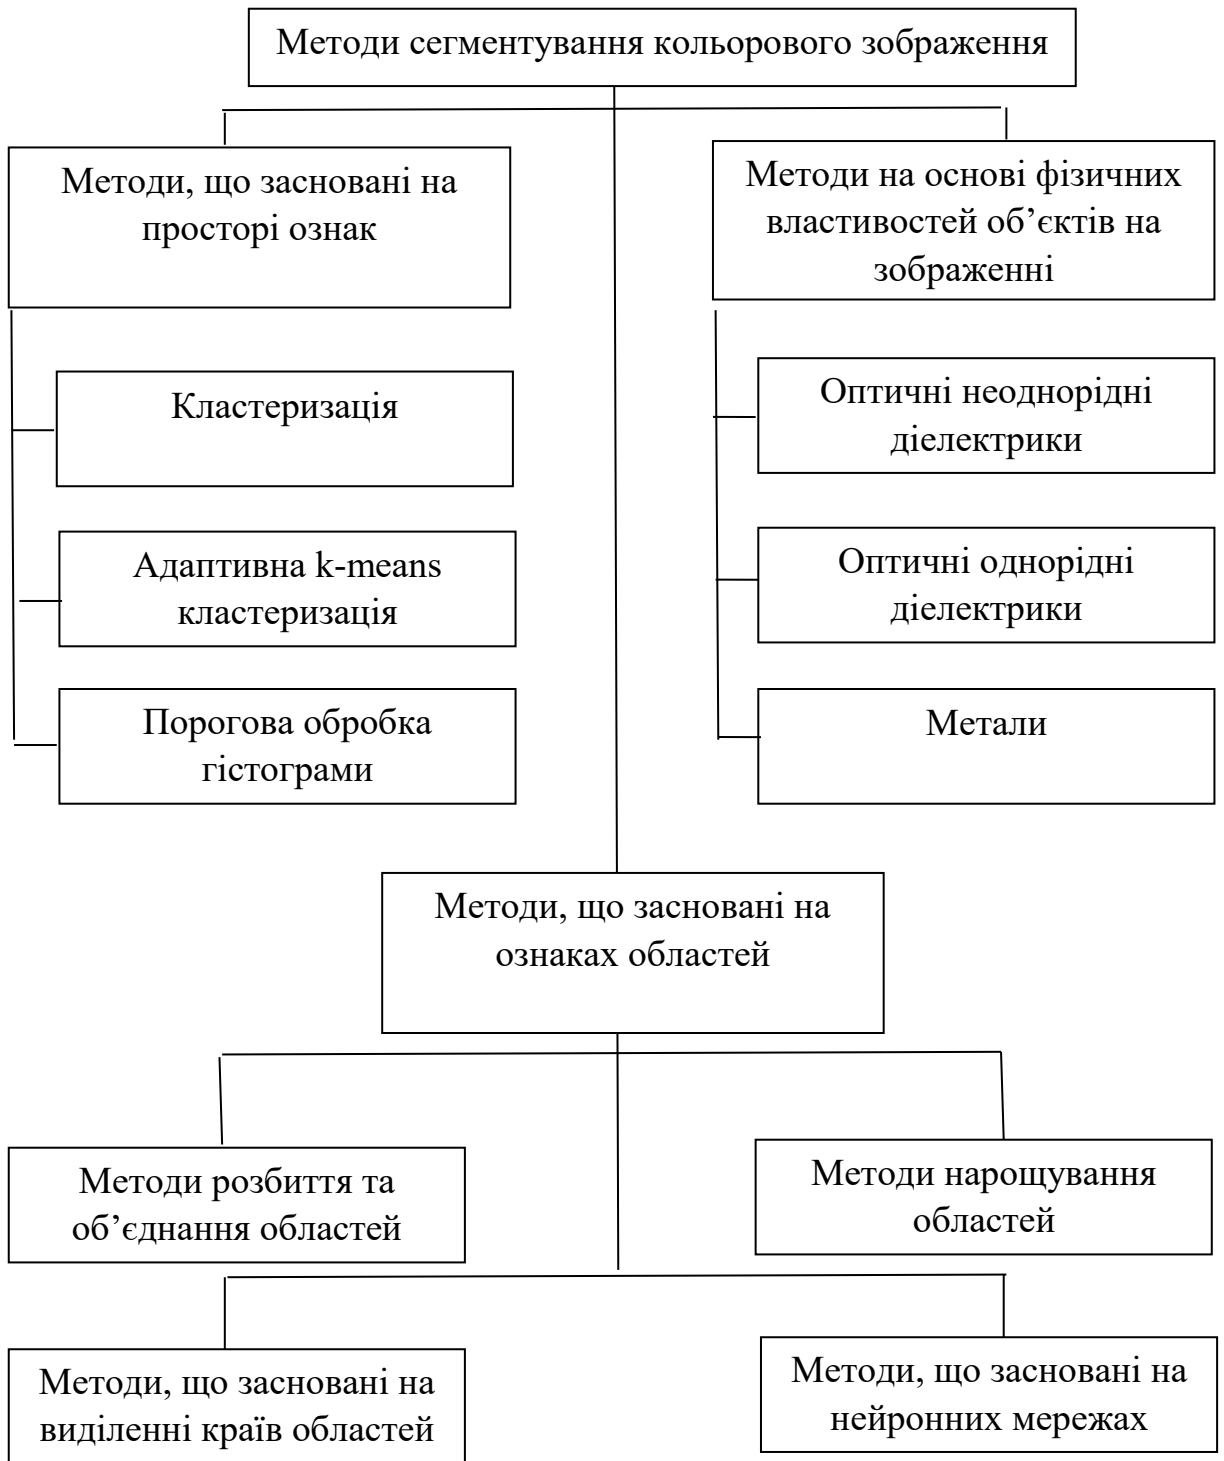 Методи сегментування кольорового зображення
Методи, що засновані на
просторі ознак
Методи на основі фізичних
властивостей об’єктів на
зображенні
Кластеризація
Оптичні неоднорідні
діелектрики
Адаптивна k-means
кластеризація
Оптичні однорідні
діелектрики
Порогова обробка
гістограми
Метали
Методи, що засновані на
ознаках областей
Методи розбиття та
об’єднання областей
Методи нарощування
областей
Методи, що засновані на
виділенні країв областей
Методи, що засновані на
нейронних мережах